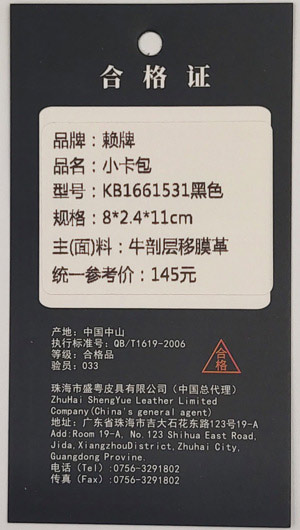 合格证
品牌：赖牌
品名：小卡包
型号：KB1661531黑色
规格：8*2.4*11cm
主(面)料：牛剖层移膜革
统一参考价：145元
产地：中国中山
执行标准号：QB/T1619-2006
等级：合格品
验员：033
合格
珠海市盛粤皮具有限公司（中国总代理）
ZhuHai ShengYue Leather Limited
Company(China's general agent)
地址：广东省珠海市吉大石花东路123号19-A
Add:Room 19-A, No.123 Shihua East Road,
Jida,XiangzhouDistrict,Zhuhai City,
Guangdong Provine.
电话（Tel）:0756-3291802
传真（Fax）:0756-3291802